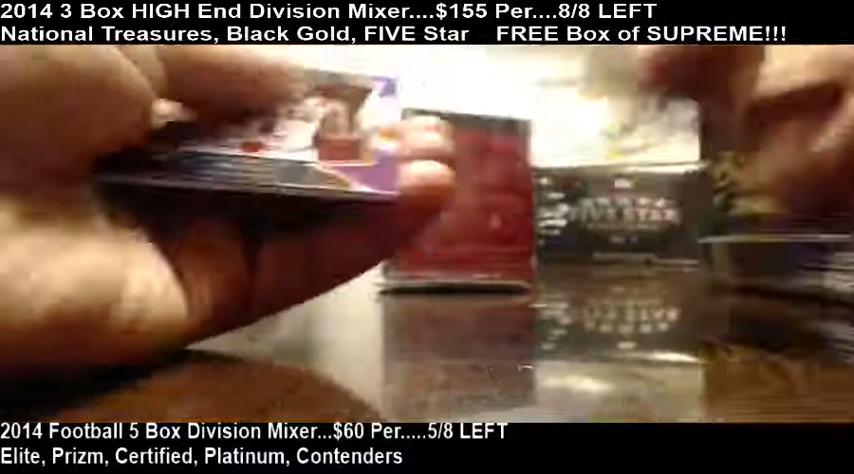 2014 3 Box HIGH End Division Mixer....$155 Per....8/8 LEFT
National Treasures, Black Gold, FIVE Star    FREE Box of SUPREME!!!
FIVE STAR
2014 Football 5 Box Division Mixer...$60 Per.....5/8 LEFT
Elite, Prizm, Certified, Platinum, Contenders